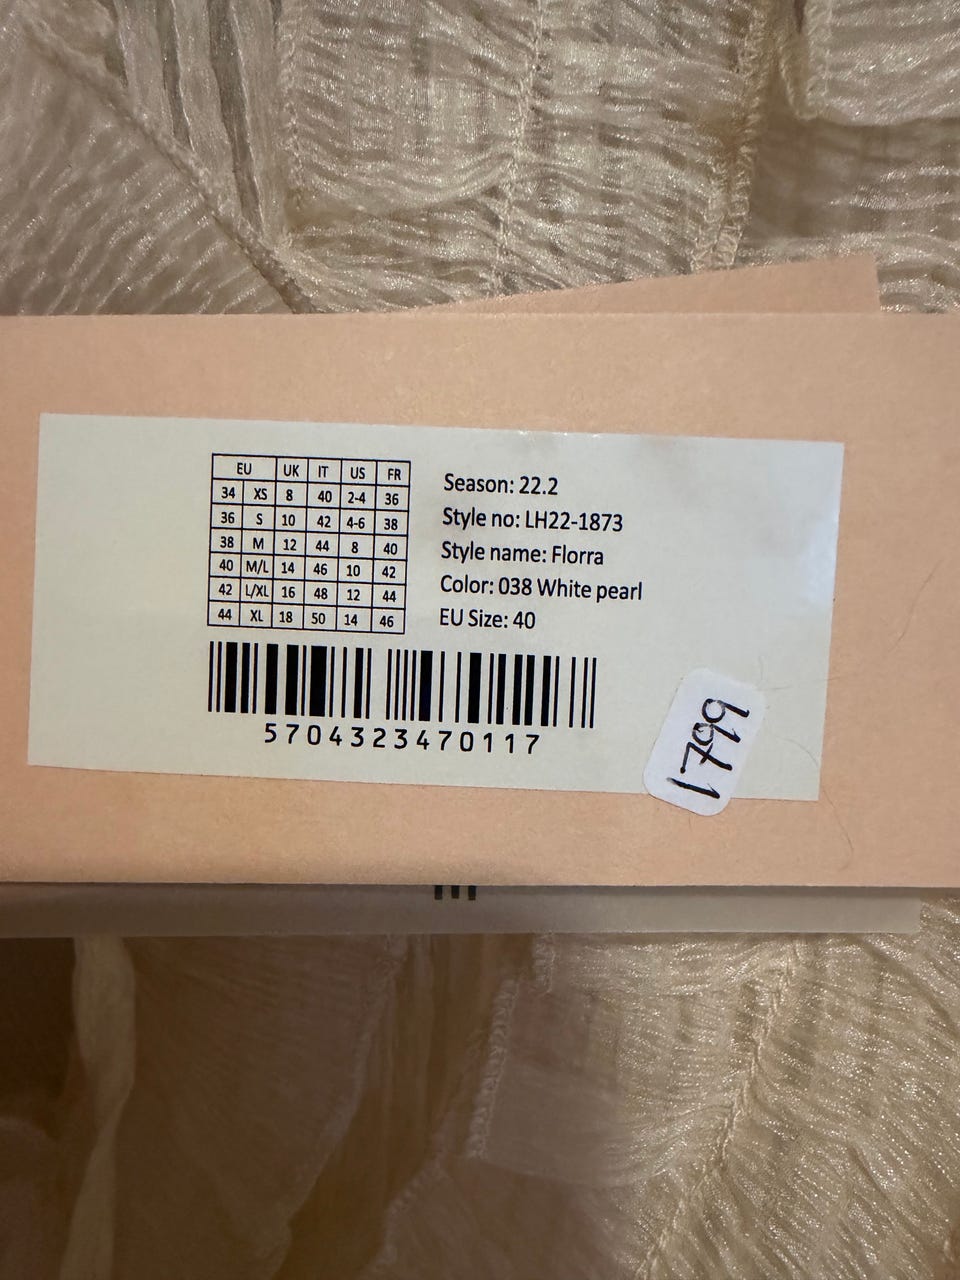 EU UK IT US FR
34 XS 8 40 2-4 36
36 S 10 42 4-6 38
38 M 12 44 8 40
40 M/L 14 46 10 42
42 L/XL 16 48 12 44
44 XL 18 50 14 46
Season: 22.2
Style no: LH22-1873
Style name: Florra
Color: 038 White pearl
EU Size: 40
5704323470117
1799